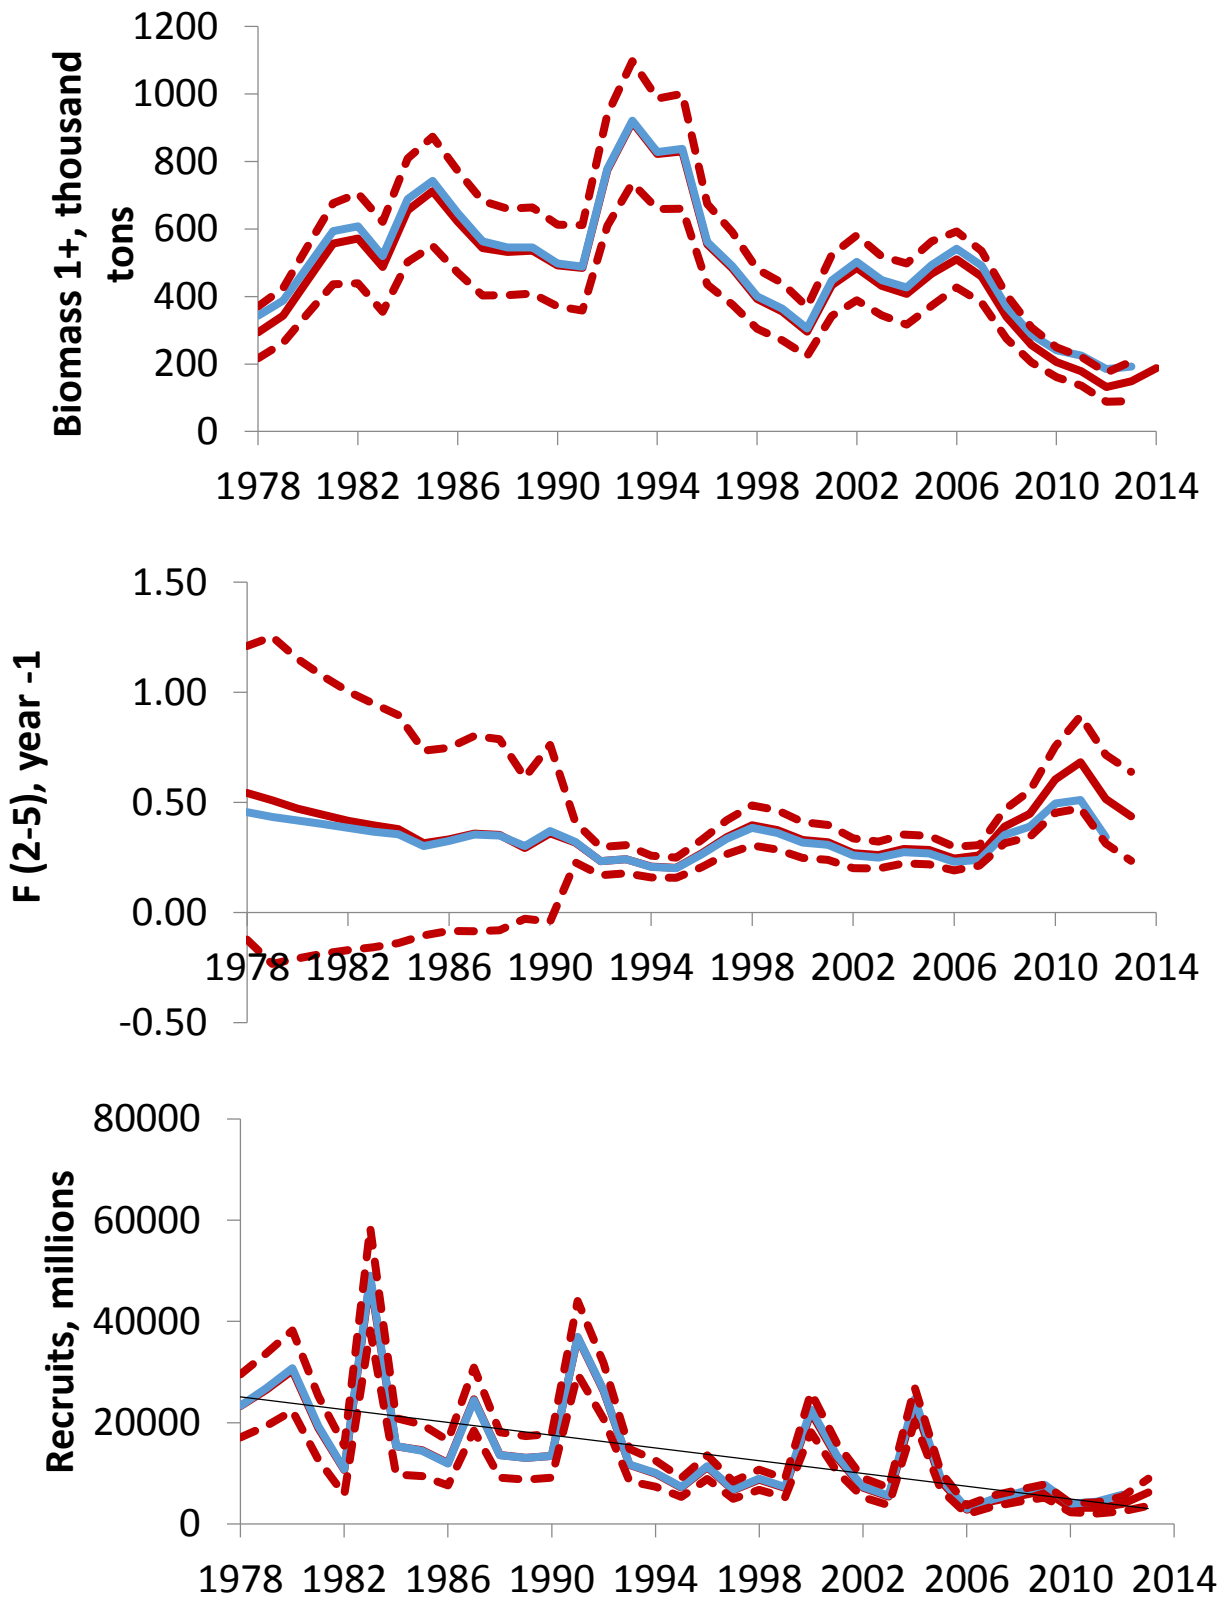 Biomass 1+, thousand
tons
1200
1000
800
600
400
200
0
1978 1982 1986 1990 1994 1998 2002 2006 2010 2014
F (2-5), year -1
1.50
1.00
0.50
0.00
-0.50
1978 1982 1986 1990 1994 1998 2002 2006 2010 2014
Recruits, millions
80000
60000
40000
20000
0
1978 1982 1986 1990 1994 1998 2002 2006 2010 2014